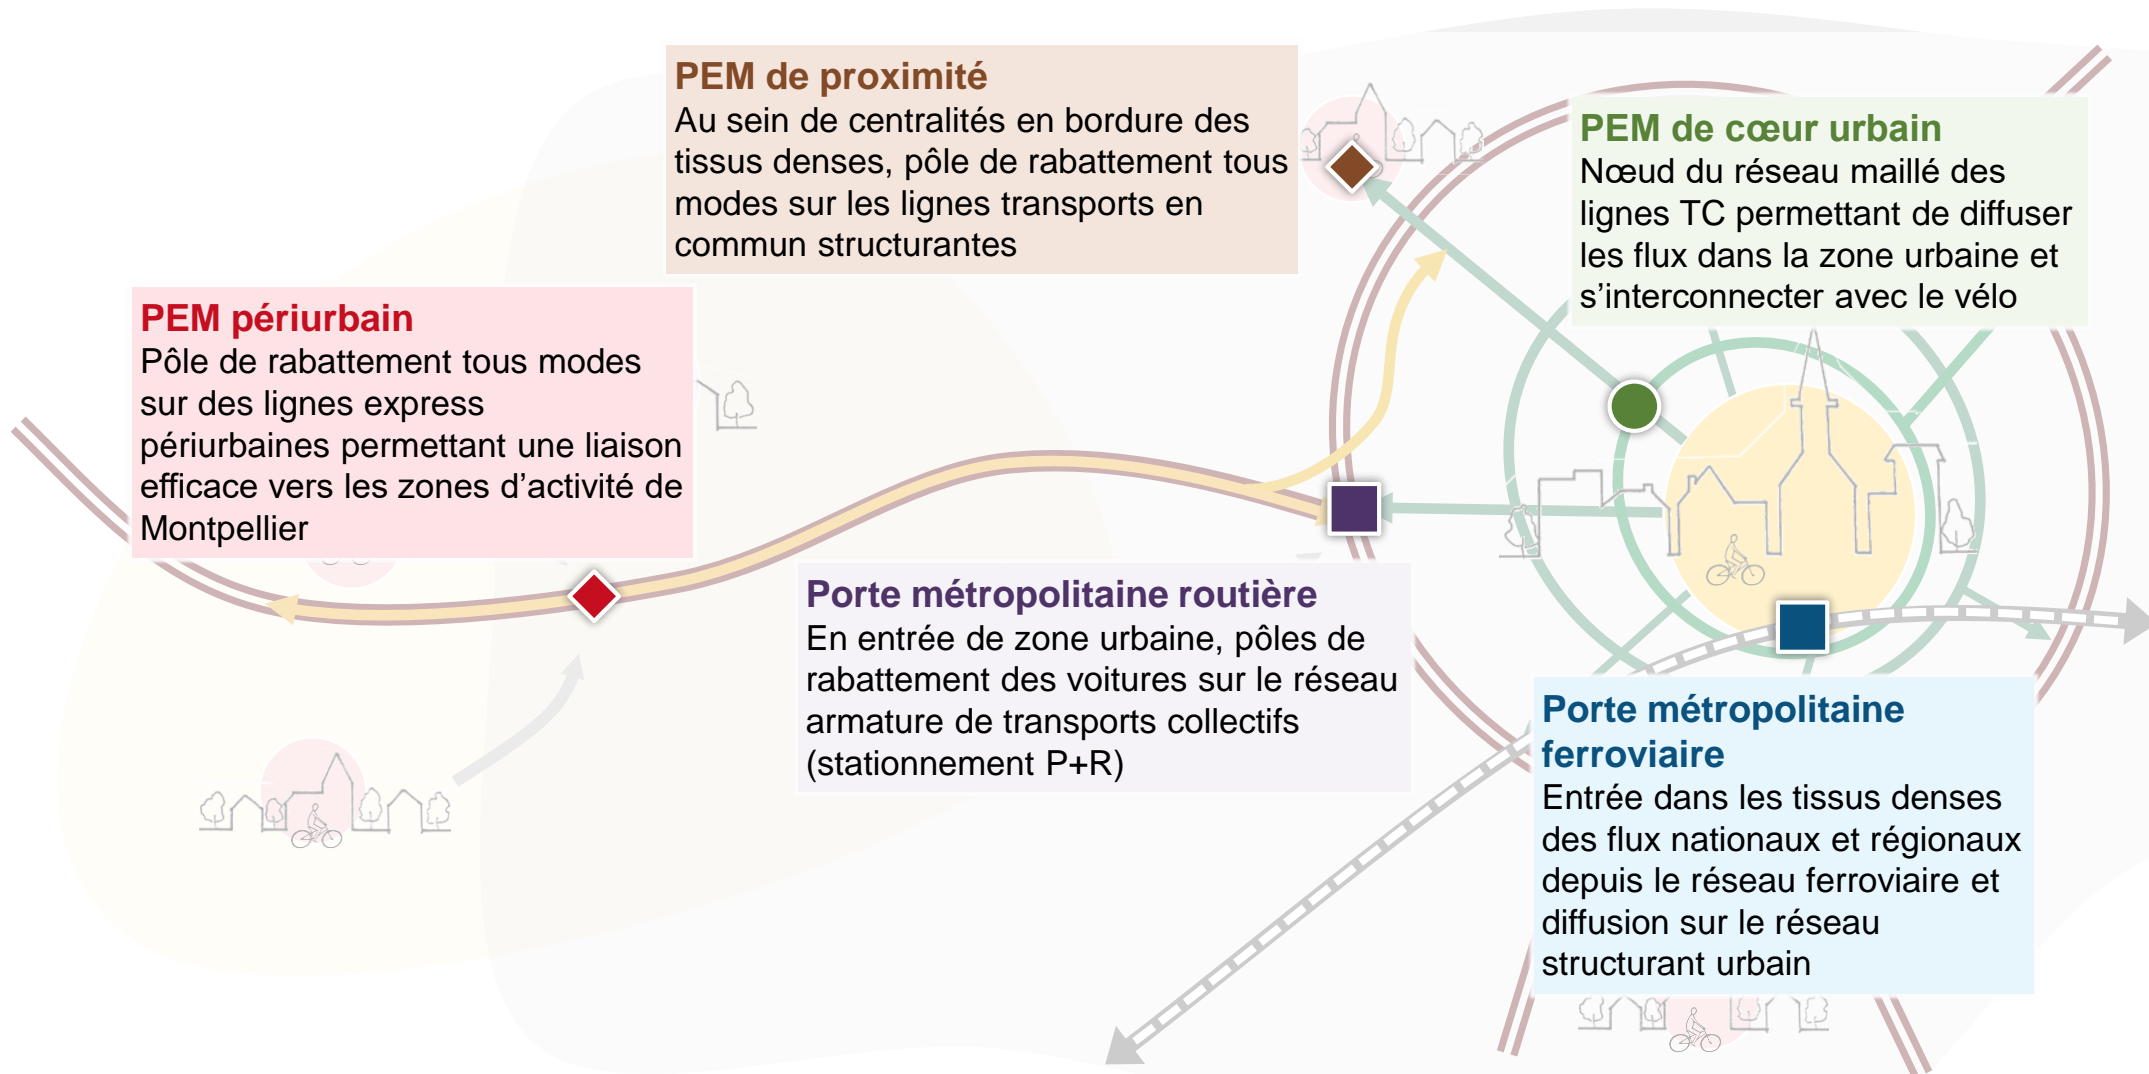 PEM de proximité
Au sein de centralités en bordure des
tissus denses, pôle de rabattement tous
modes sur les lignes transports en
commun structurantes
PEM de cœur urbain
Nœud du réseau maillé des
lignes TC permettant de diffuser
les flux dans la zone urbaine et
s’interconnecter avec le vélo
PEM périurbain
Pôle de rabattement tous modes
sur des lignes express
périurbaines permettant une liaison
efficace vers les zones d’activité de
Montpellier
Porte métropolitaine routière
En entrée de zone urbaine, pôles de
rabattement des voitures sur le réseau
armature de transports collectifs
(stationnement P+R)
Porte métropolitaine
ferroviaire
Entrée dans les tissus denses
des flux nationaux et régionaux
depuis le réseau ferroviaire et
diffusion sur le réseau
structurant urbain